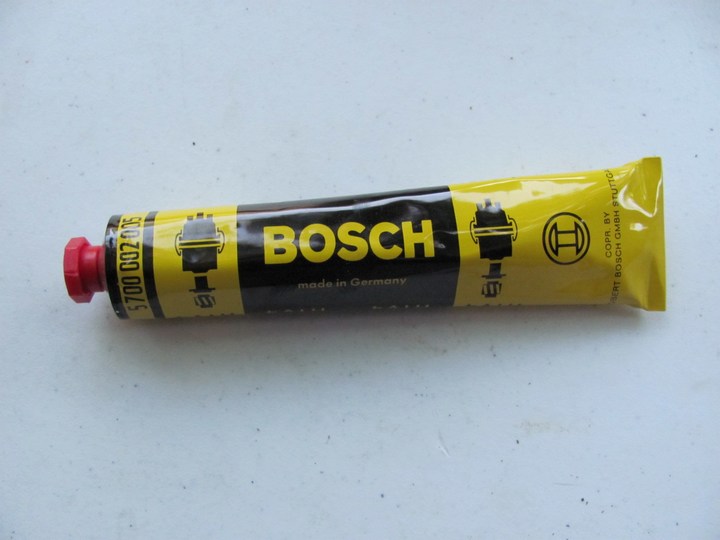 5 700 002 005
BOSCH
made in Germany
COPR. BY
BERT BOSCH GMBH STUTTG